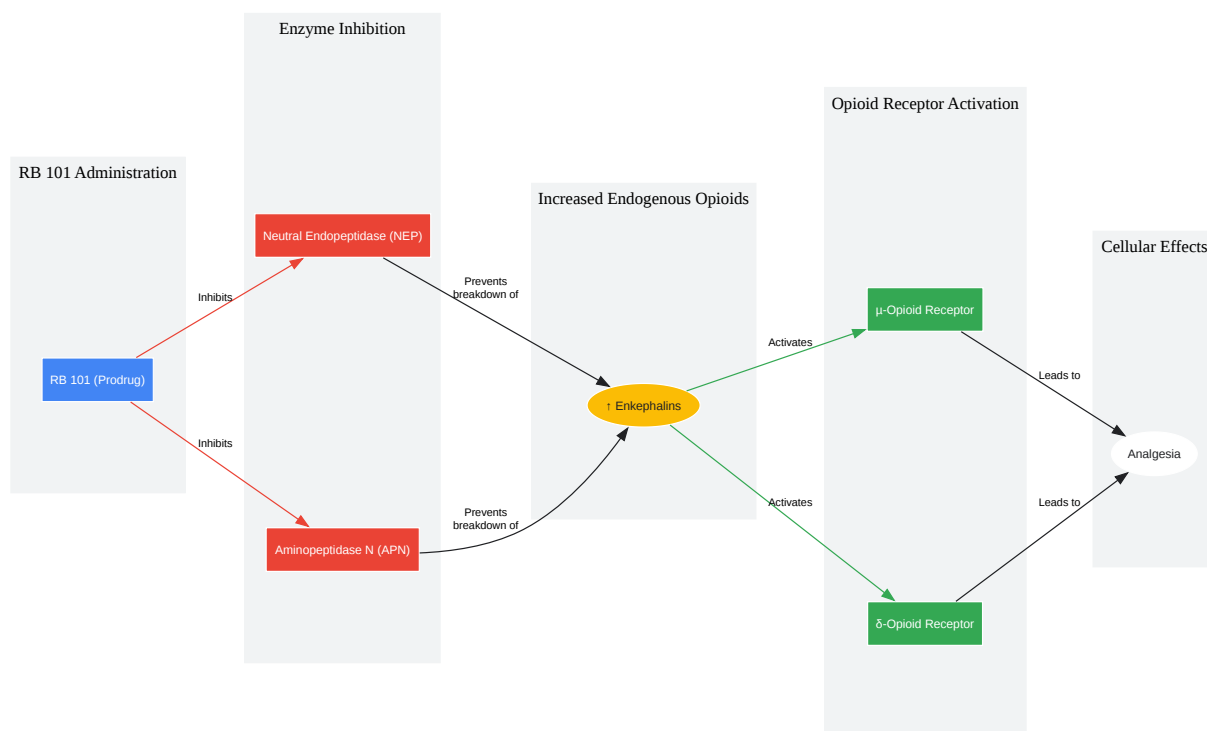 RB 101 Administration
RB 101 (Prodrug)
Inhibits
Inhibits
Enzyme Inhibition
Neutral Endopeptidase (NEP)
Aminopeptidase N (APN)
Prevents
breakdown of
Prevents
breakdown of
Increased Endogenous Opioids
↑ Enkephalins
Activates
Activates
Opioid Receptor Activation
µ-Opioid Receptor
δ-Opioid Receptor
Leads to
Leads to
Cellular Effects
Analgesia